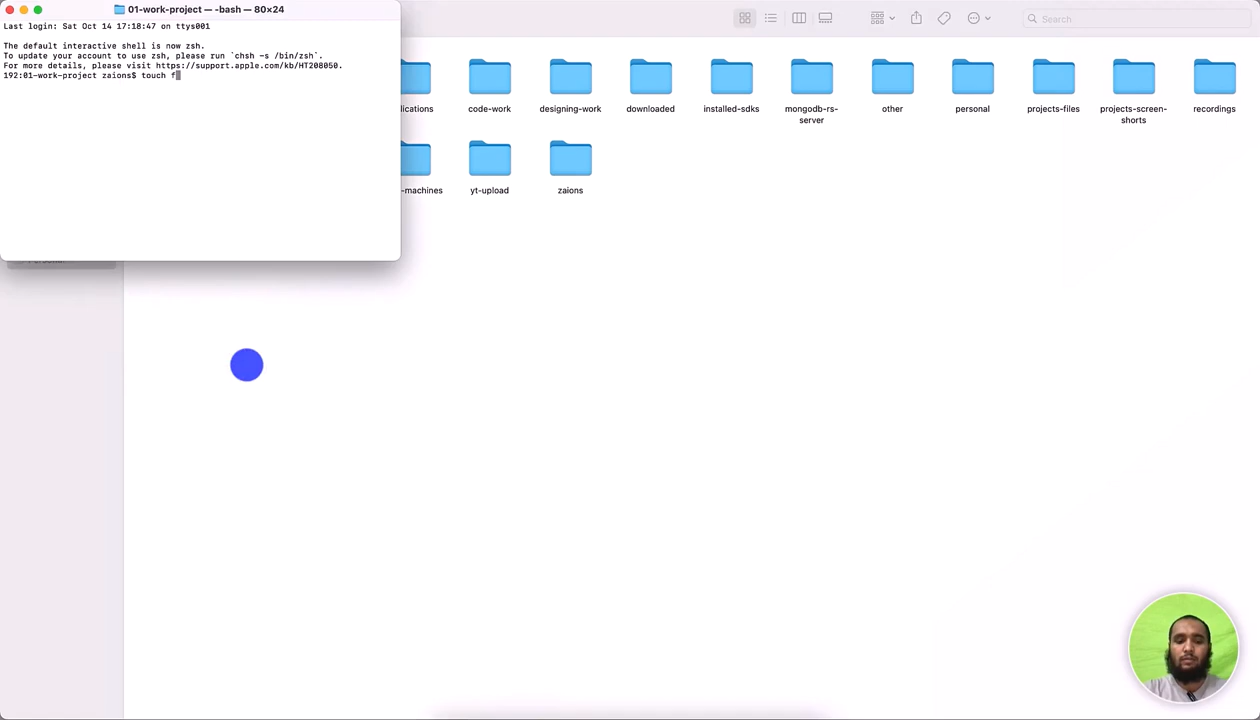 01-work-project — -bash — 80×24
Last login: Sat Oct 14 17:18:47 on ttys001
The default interactive shell is now zsh.
To update your account to use zsh, please run `chsh -s /bin/zsh`.
For more details, please visit https://support.apple.com/kb/HT208050.
192:01-work-project zaions$ touch f
Search
lications
code-work
designing-work
downloaded
installed-sdks
mongodb-rs-
server
other
personal
projects-files
projects-screen-
shorts
recordings
-machines
yt-upload
zaions